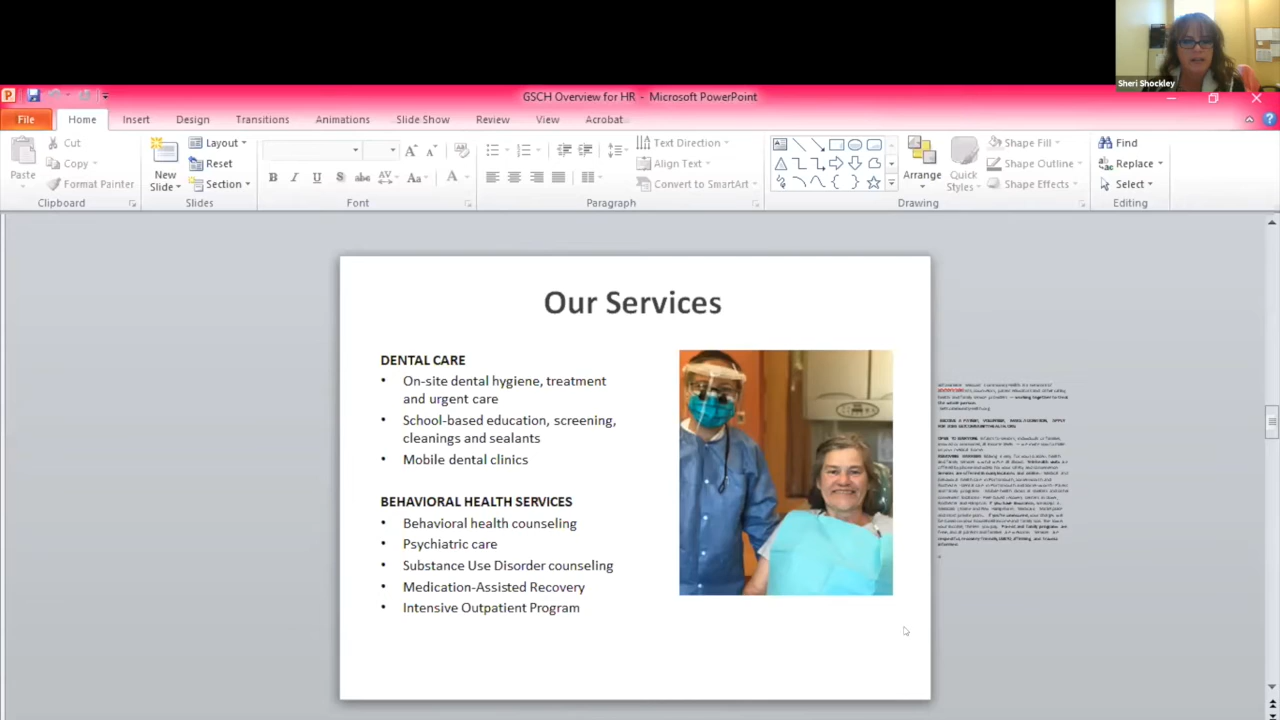 Sheri Shockley
GSCH Overview for HR - Microsoft PowerPoint
File Home Insert Design Transitions Animations Slide Show Review View Acrobat
Paste
Cut
Copy
Format Painter
Clipboard
New
Slide
Layout
Reset
Section
Slides
B I U S abc AV Aa A
Font
Text Direction
Align Text
Convert to SmartArt
Paragraph
Arrange
Quick
Styles
Shape Fill
Shape Outline
Shape Effects
Drawing
Find
Replace
Select
Editing
Our Services
DENTAL CARE
• On-site dental hygiene, treatment
and urgent care
• School-based education, screening,
cleanings and sealants
• Mobile dental clinic
BEHAVIORAL HEALTH SERVICES
• Behavioral health counseling
• Psychiatric care
• Substance Use Disorder counseling
• Medication-Assisted Recovery
• Intensive Outpatient Program